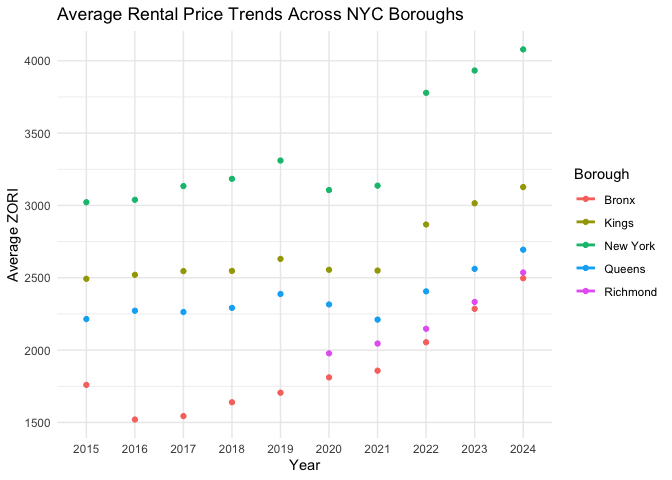 Average Rental Price Trends Across NYC Boroughs
Average ZORI
4000
3500
3000
2500
2000
1500
2015 2016 2017 2018 2019 2020 2021 2022 2023 2024
Year
Borough
Bronx
Kings
New York
Queens
Richmond